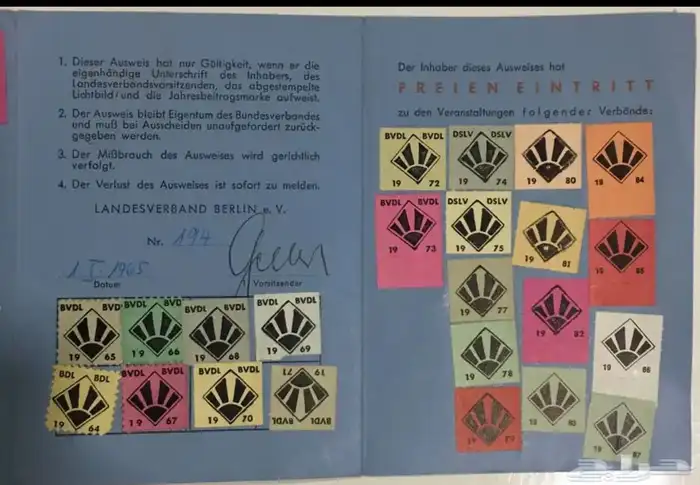 1. Dieser Ausweis hat nur Gültigkeit, wenn er die
eigenhändige Unterschrift des Inhabers, des
Landesverbandsvorsitzenden, das abgestempelte
Lichtbild und die Jahresbeitragsmarke aufweist.
2. Der Ausweis bleibt Eigentum des Bundesverbandes
und muß bei Ausscheiden unaufgefordert zurück-
gegeben werden.
3. Der Mißbrauch des Ausweises wird gerichtlich
verfolgt.
4. Der Verlust des Ausweises ist sofort zu melden.
LANDESVERBAND BERLIN e. V.
Nr. 194
1 I. 1965
Datum
Vorsitzender
BVDL BVDL 19 65
BVDL BVDL 19 66
BVDL BVDL 19 68
BVDL BVDL 19 69
BDL BDL 19 64
BVDL BVDL 19 67
BVDL BVDL 19 70
BVDL 19 71
Der Inhaber dieses Ausweises hat
FREIEN EINTRITT
zu den Veranstaltungen folgender Verbände:
BVDL BVDL 19 72
DSLV 19 74
19 80
19 84
BVDL BVDL 19 73
DSLV DSLV 19 75
19 81
19 85
19 77
19 82
19 78
19
19
19
19 87
حراج